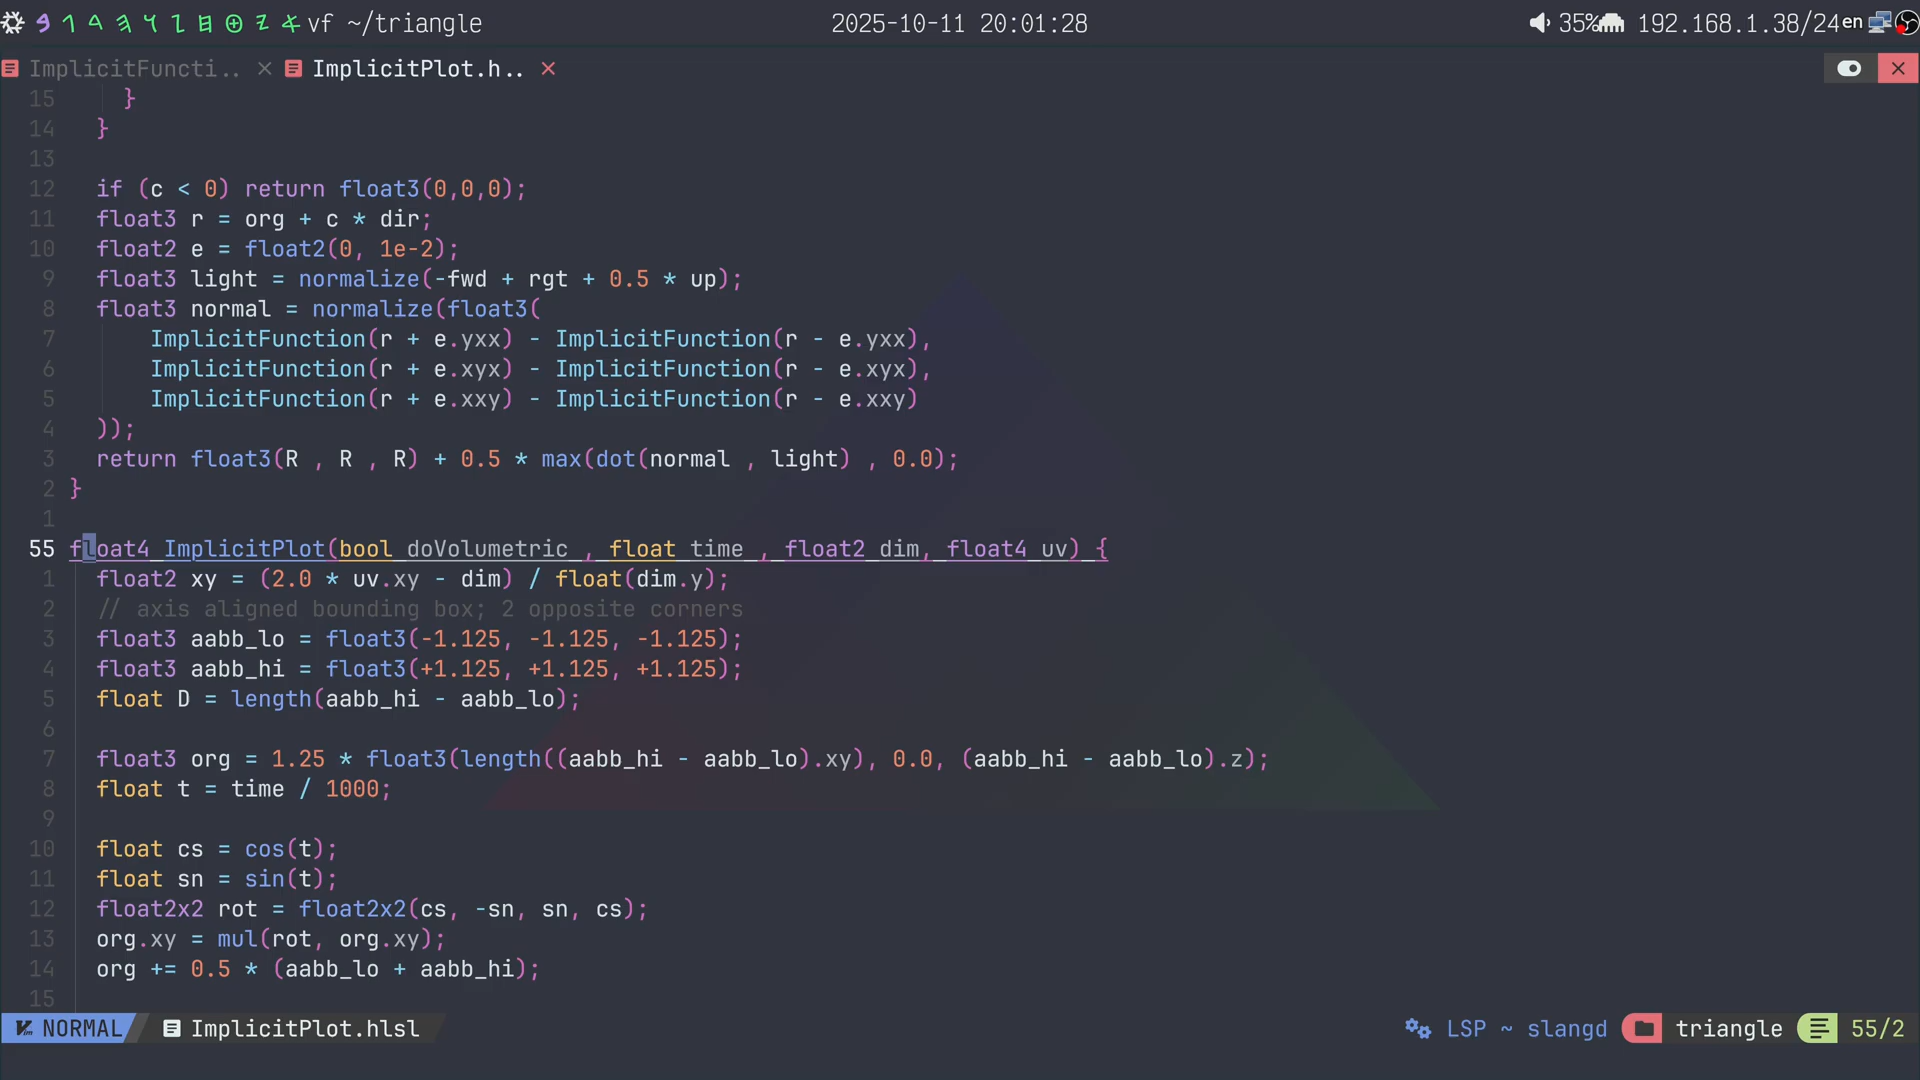 vf ~/triangle 2025-10-11 20:01:28 35% 192.168.1.38/24 en
ImplicitFuncti.. × ImplicitPlot.h.. ×
15 }
14 }
13
12 if (c < 0) return float3(0,0,0);
11 float3 r = org + c * dir;
10 float2 e = float2(0, 1e-2);
9 float3 light = normalize(-fwd + rgt + 0.5 * up);
8 float3 normal = normalize(float3(
7 ImplicitFunction(r + e.yxx) - ImplicitFunction(r - e.yxx),
6 ImplicitFunction(r + e.xyx) - ImplicitFunction(r - e.xyx),
5 ImplicitFunction(r + e.xxy) - ImplicitFunction(r - e.xxy)
4 ));
3 return float3(R , R , R) + 0.5 * max(dot(normal , light) , 0.0);
2 }
1
55 float4 ImplicitPlot(bool doVolumetric , float time , float2 dim, float4 uv) {
1 float2 xy = (2.0 * uv.xy - dim) / float(dim.y);
2 // axis aligned bounding box; 2 opposite corners
3 float3 aabb_lo = float3(-1.125, -1.125, -1.125);
4 float3 aabb_hi = float3(+1.125, +1.125, +1.125);
5 float D = length(aabb_hi - aabb_lo);
6
7 float3 org = 1.25 * float3(length((aabb_hi - aabb_lo).xy), 0.0, (aabb_hi - aabb_lo).z);
8 float t = time / 1000;
9
10 float cs = cos(t);
11 float sn = sin(t);
12 float2x2 rot = float2x2(cs, -sn, sn, cs);
13 org.xy = mul(rot, org.xy);
14 org += 0.5 * (aabb_lo + aabb_hi);
15
NORMAL ImplicitPlot.hlsl LSP ~ slangd triangle 55/2